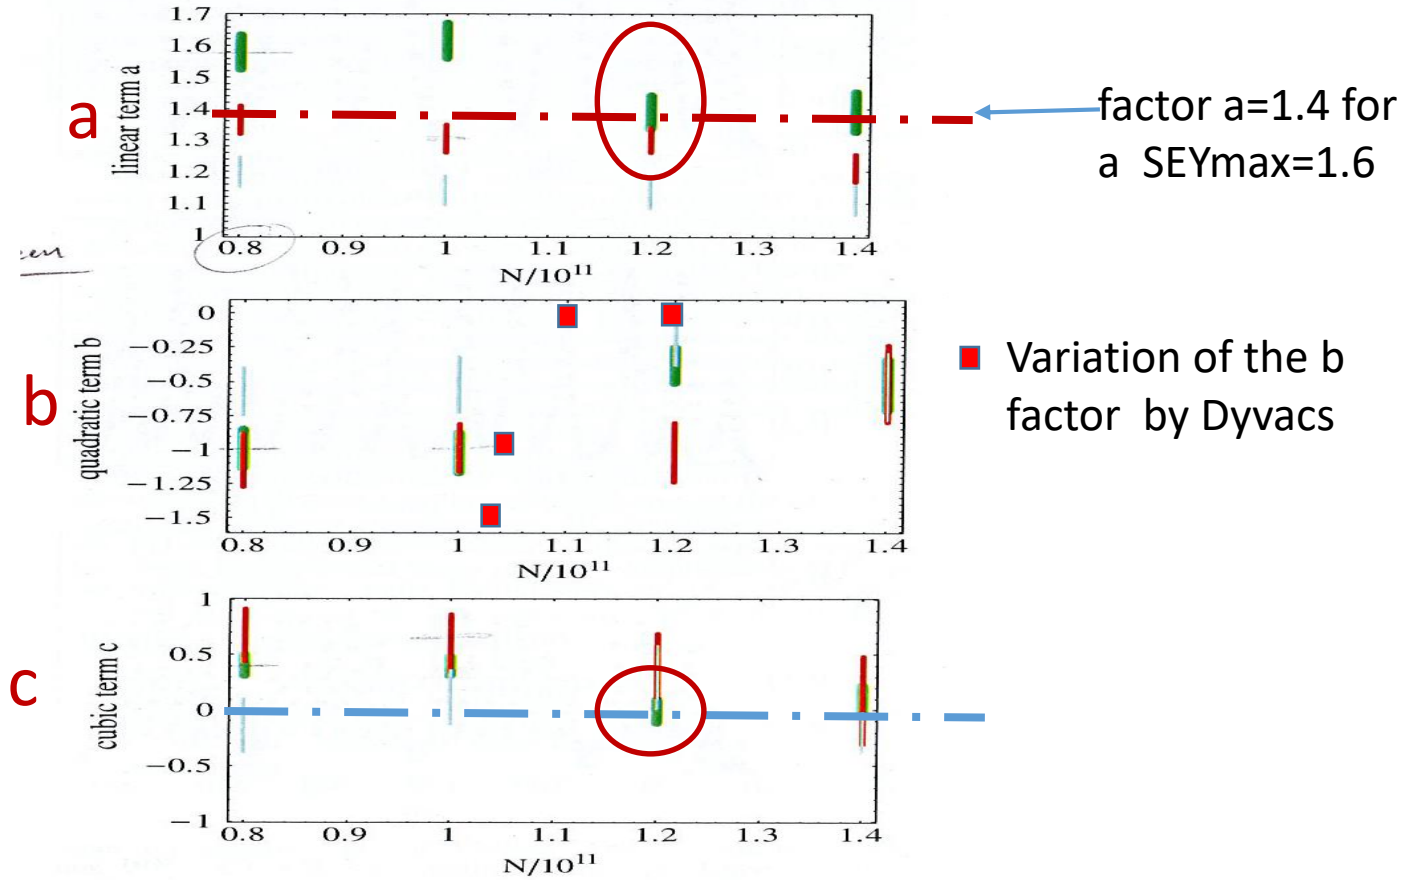 a
linear term a
1.7
1.6
1.5
1.4
1.3
1.2
1.1
1
0.8 0.9 1 1.1 1.2 1.3 1.4
N/10¹¹
factor a=1.4 for
a SEYmax=1.6
b
quadratic term b
0
−0.25
−0.5
−0.75
−1
−1.25
−1.5
0.8 0.9 1 1.1 1.2 1.3 1.4
N/10¹¹
Variation of the b
factor by Dyvacs
c
cubic term c
1
0.5
0
−0.5
−1
0.8 0.9 1 1.1 1.2 1.3 1.4
N/10¹¹